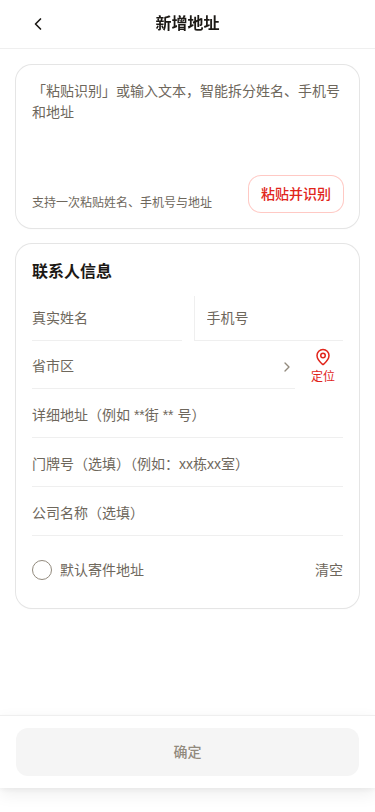 新增地址
「粘贴识别」或输入文本，智能拆分姓名、手机号
和地址
支持一次粘贴姓名、手机号与地址
粘贴并识别
联系人信息
真实姓名
手机号
省市区
定位
详细地址（例如 **街 ** 号）
门牌号（选填）（例如：xx栋xx室）
公司名称（选填）
默认寄件地址
清空
确定